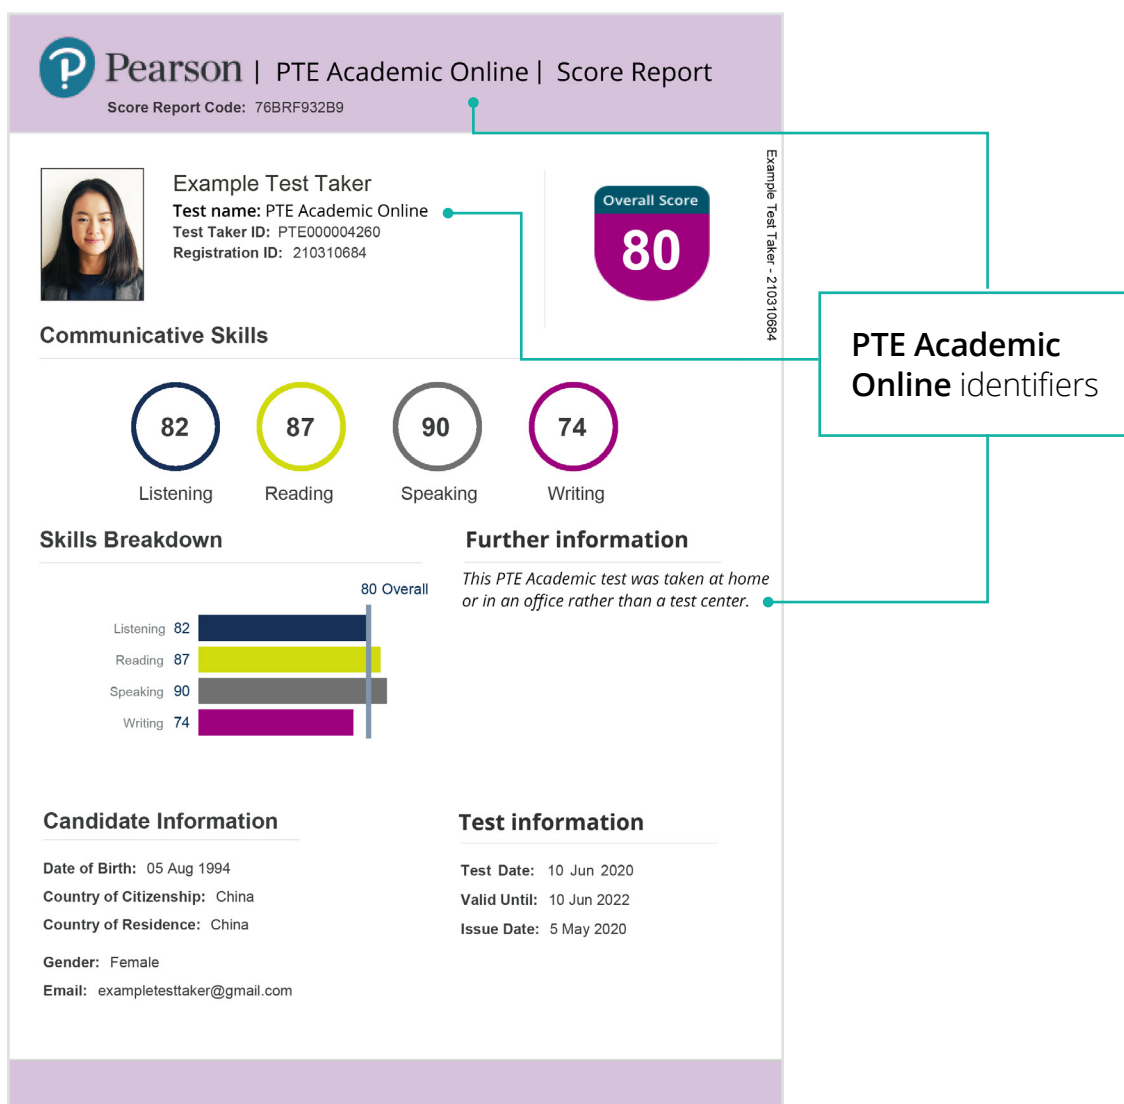 Pearson | PTE Academic Online | Score Report
Score Report Code: 76BRF932B9
Example Test Taker
Test name: PTE Academic Online
Test Taker ID: PTE000004260
Registration ID: 210310684
Overall Score
80
Example Test Taker - 210310684
PTE Academic
Online identifiers
Communicative Skills
82 87 90 74
Listening Reading Speaking Writing
Skills Breakdown
80 Overall
Listening 82
Reading 87
Speaking 90
Writing 74
Further information
This PTE Academic test was taken at home
or in an office rather than a test center.
Candidate Information
Date of Birth: 05 Aug 1994
Country of Citizenship: China
Country of Residence: China
Gender: Female
Email: exampletesttaker@gmail.com
Test information
Test Date: 10 Jun 2020
Valid Until: 10 Jun 2022
Issue Date: 5 May 2020